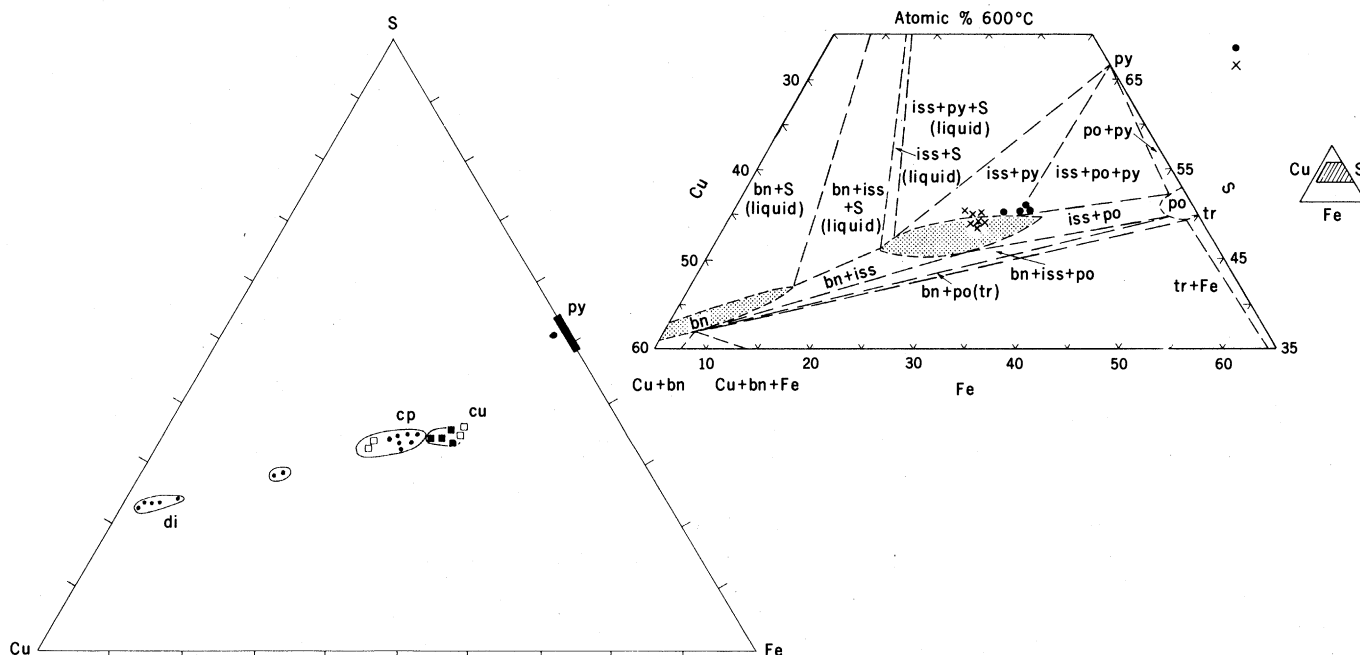 S
py
cp
cu
di
Cu
Fe
Atomic % 600°C
py
30
65
iss+py+S
(liquid)
po+py
iss+S
(liquid)
iss+py
iss+po+py
55
40
Cu
bn+S
(liquid)
bn+iss
+S
(liquid)
S
po
tr
iss+po
50
45
bn+iss
bn+iss+po
bn+po(tr)
tr+Fe
bn
60
35
10
20
30
40
50
60
Cu+bn
Cu+bn+Fe
Fe
Cu
S
Fe